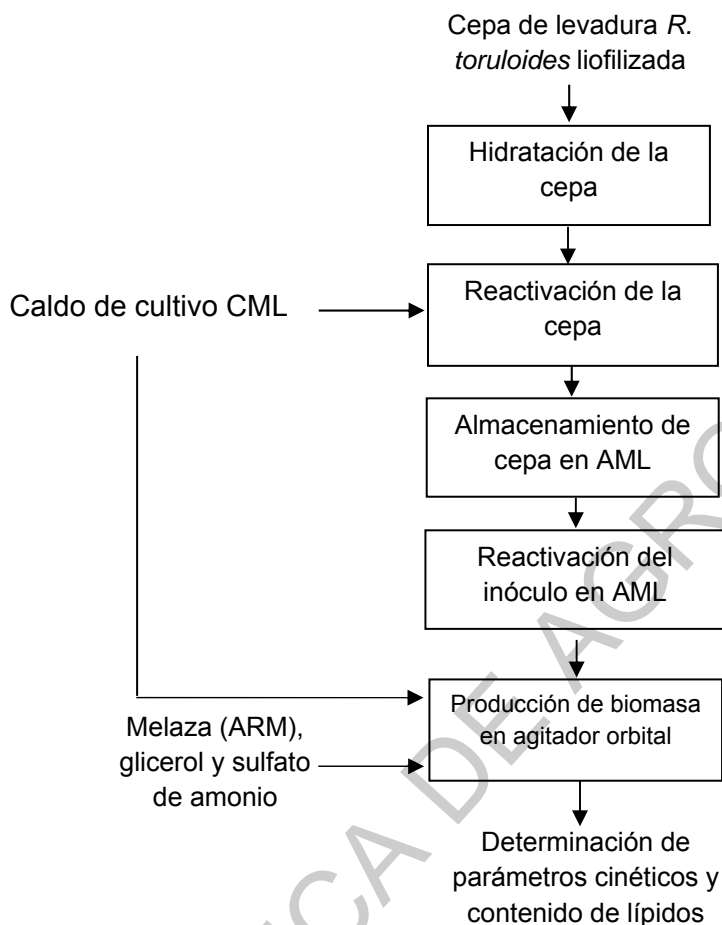 Cepa de levadura R.
toruloides liofilizada
Hidratación de la
cepa
Caldo de cultivo CML
Reactivación de la
cepa
Almacenamiento de
cepa en AML
Reactivación del
inóculo en AML
Melaza (ARM),
glicerol y sulfato
de amonio
Producción de biomasa
en agitador orbital
Determinación de
parámetros cinéticos y
contenido de lípidos